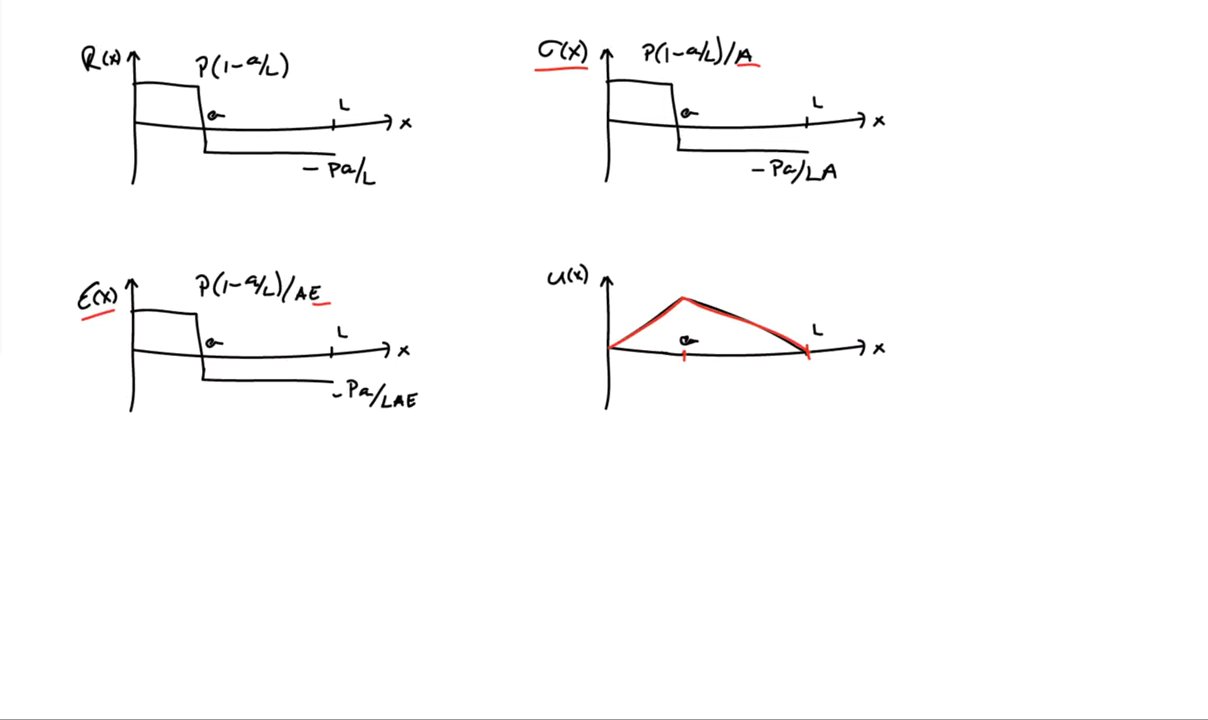 R(x)
P(1-a/L)
a
L
x
- Pa/L
σ(x)
P(1-a/L)/A
a
L
x
- Pa/LA
ε(x)
P(1-a/L)/AE
a
L
x
- Pa/LAE
u(x)
a
L
x